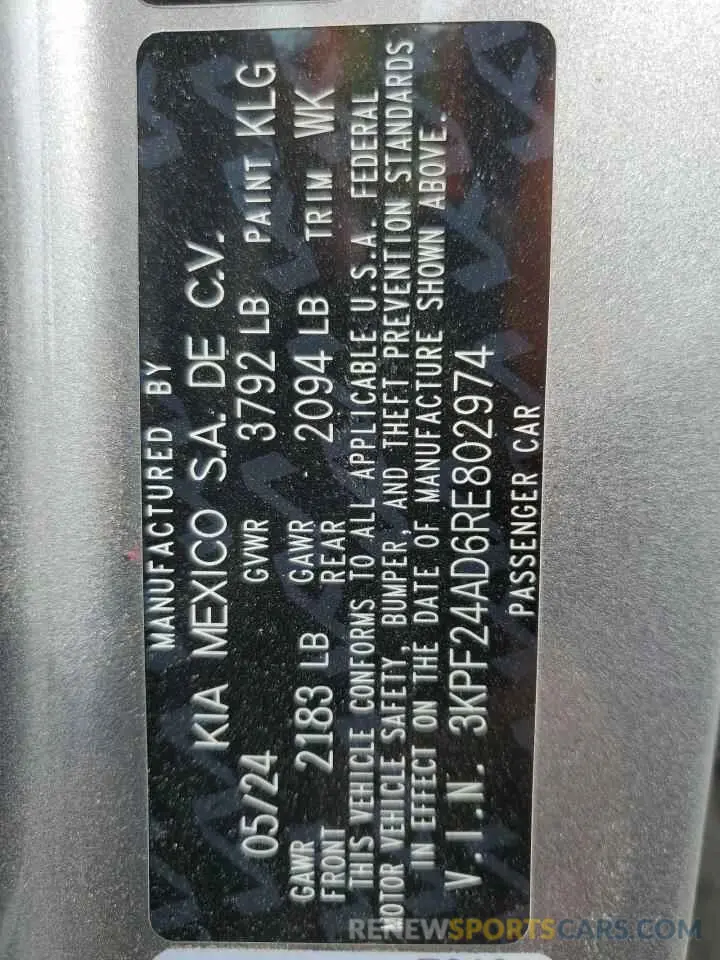 MANUFACTURED BY
KIA MEXICO S.A. DE C.V.
05/24 GVWR 3792 LB PAINT KLG
GAWR FRONT 2183 LB GAWR REAR 2094 LB TRIM WK
THIS VEHICLE CONFORMS TO ALL APPLICABLE U.S.A. FEDERAL
MOTOR VEHICLE SAFETY, BUMPER, AND THEFT PREVENTION STANDARDS
IN EFFECT ON THE DATE OF MANUFACTURE SHOWN ABOVE.
V.I.N. 3KPF24AD6RE802974
PASSENGER CAR
RENEWSPORTSCARS.COM